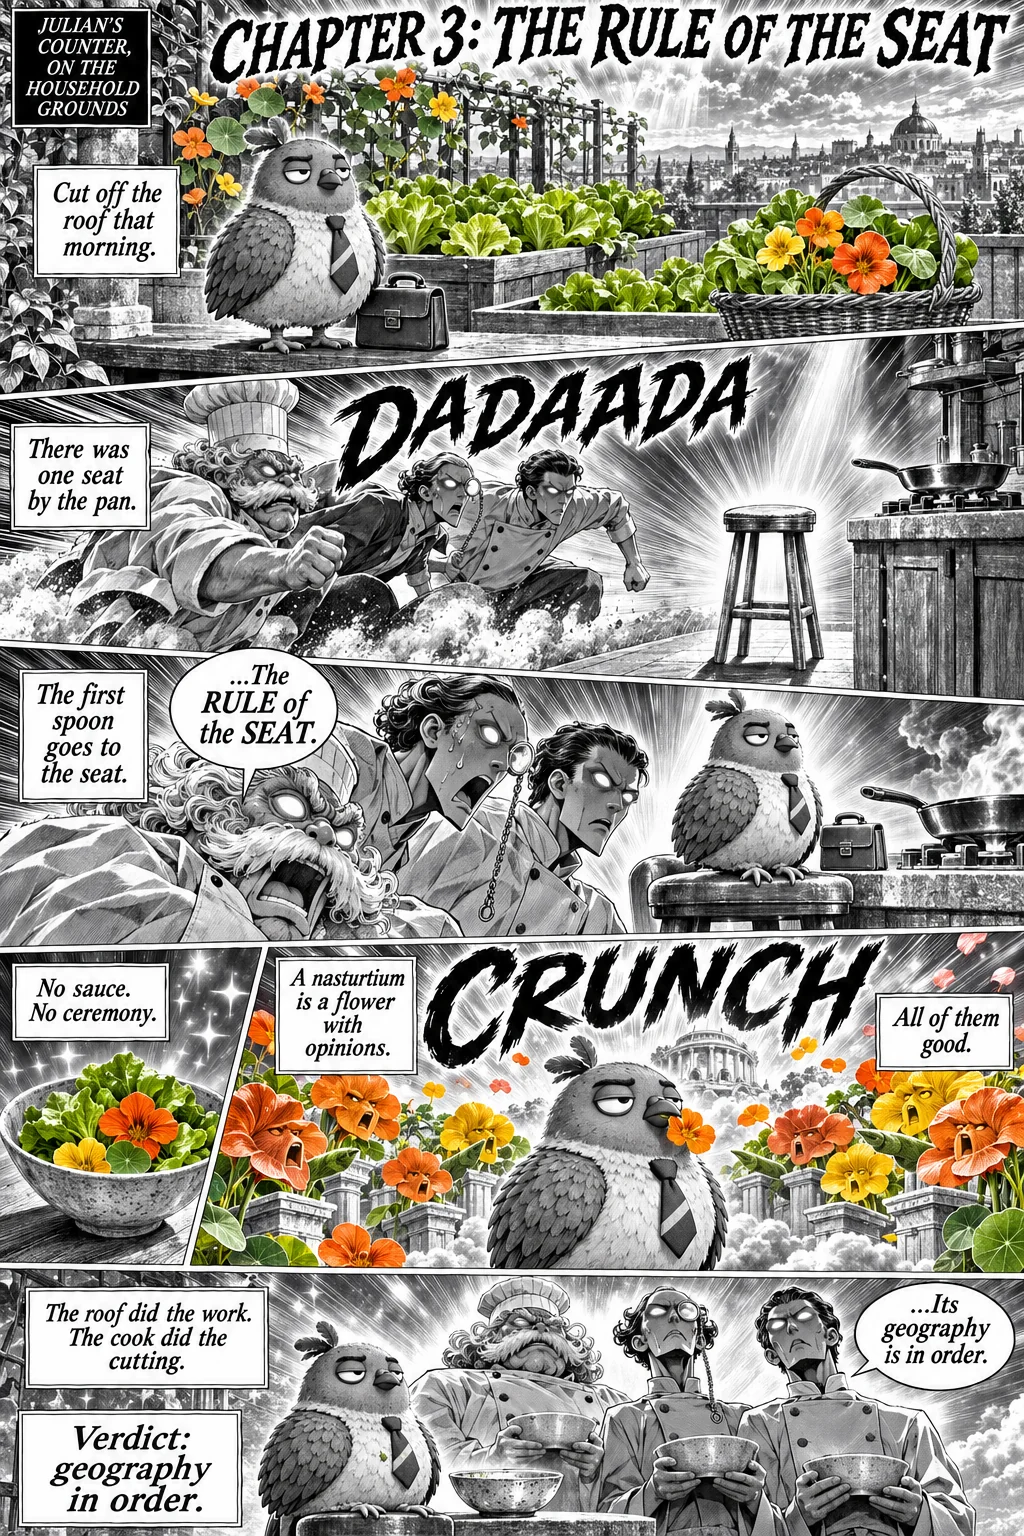 JULIAN'S
COUNTER,
ON THE
HOUSEHOLD
GROUNDS
CHAPTER 3: THE RULE OF THE SEAT
Cut off the
roof that
morning.
DADAADA
There was
one seat
by the pan.
The first
spoon
goes to
the seat.
...The
RULE of
the SEAT.
No sauce.
No ceremony.
A nasturtium
is a flower
with
opinions.
CRUNCH
All of them
good.
The roof did the work.
The cook did the
cutting.
...Its
geography
is in order.
Verdict:
geography
in order.